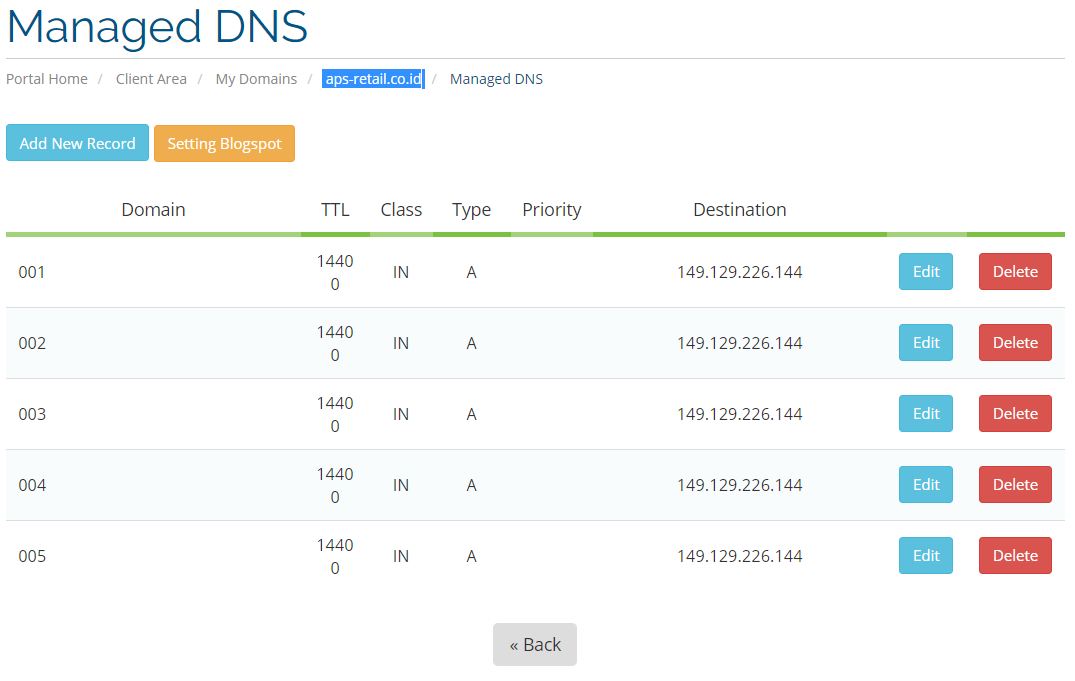 Managed DNS
Portal Home / Client Area / My Domains / aps-retail.co.id / Managed DNS
Add New Record Setting Blogspot
Domain TTL Class Type Priority Destination
001 1440 IN A 149.129.226.144 Edit Delete
0
002 1440 IN A 149.129.226.144 Edit Delete
0
003 1440 IN A 149.129.226.144 Edit Delete
0
004 1440 IN A 149.129.226.144 Edit Delete
0
005 1440 IN A 149.129.226.144 Edit Delete
0
« Back